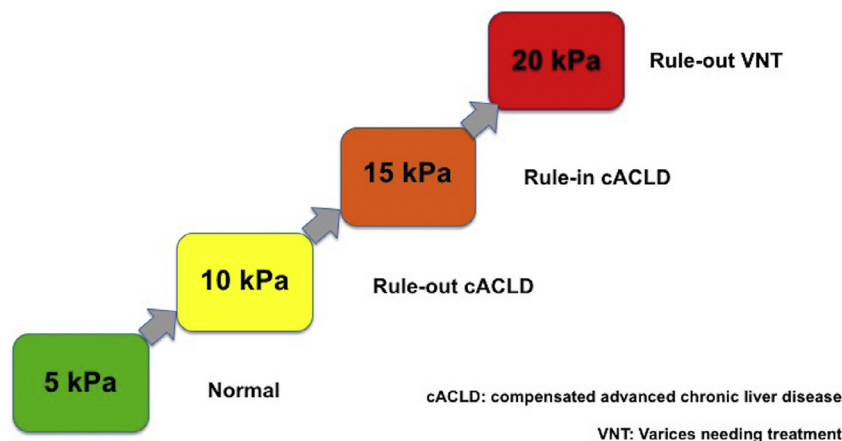 20 kPa
Rule-out VNT
15 kPa
Rule-in cACLD
10 kPa
Rule-out cACLD
5 kPa
Normal
cACLD: compensated advanced chronic liver disease
VNT: Varices needing treatment